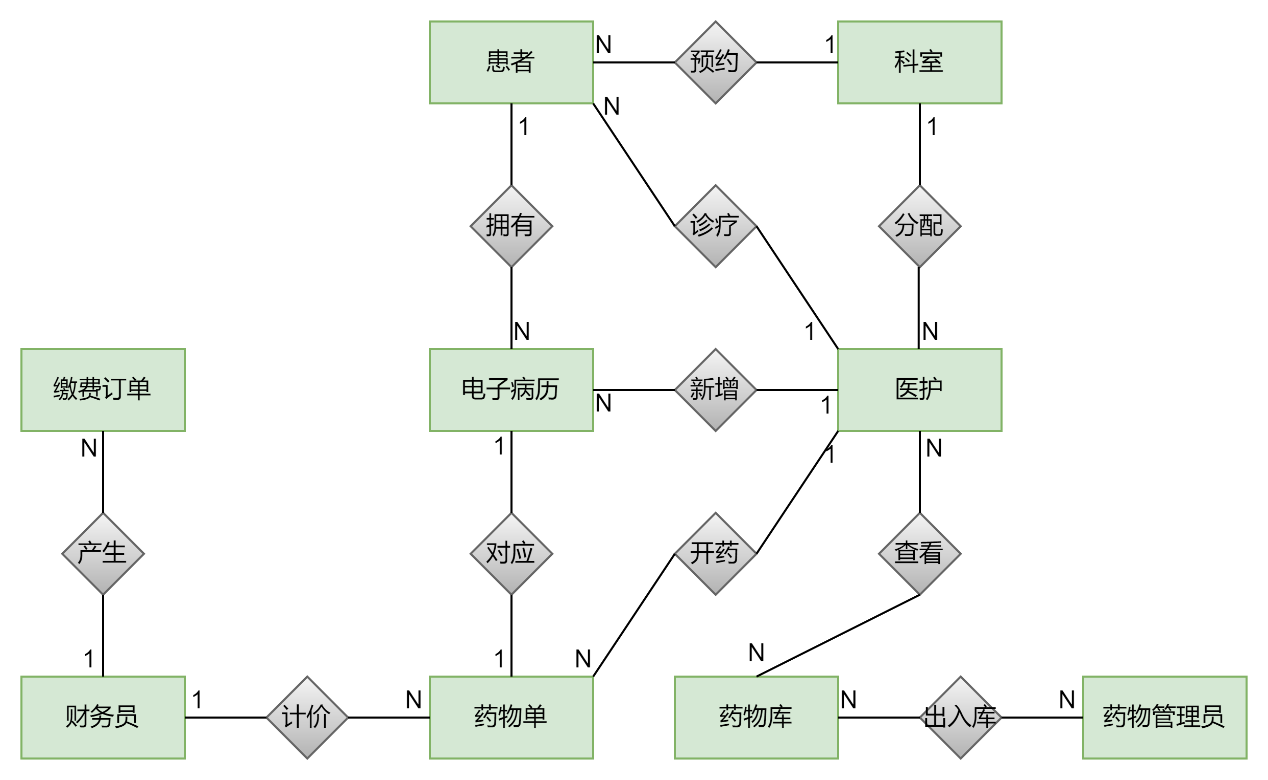 患者
N
预约
1
科室
1
N
1
拥有
诊疗
分配
N
1
N
缴费订单
电子病历
N
新增
1
医护
N
1
1
N
产生
对应
开药
查看
1
1
N
N
财务员
1
计价
N
药物单
药物库
N
出入库
N
药物管理员